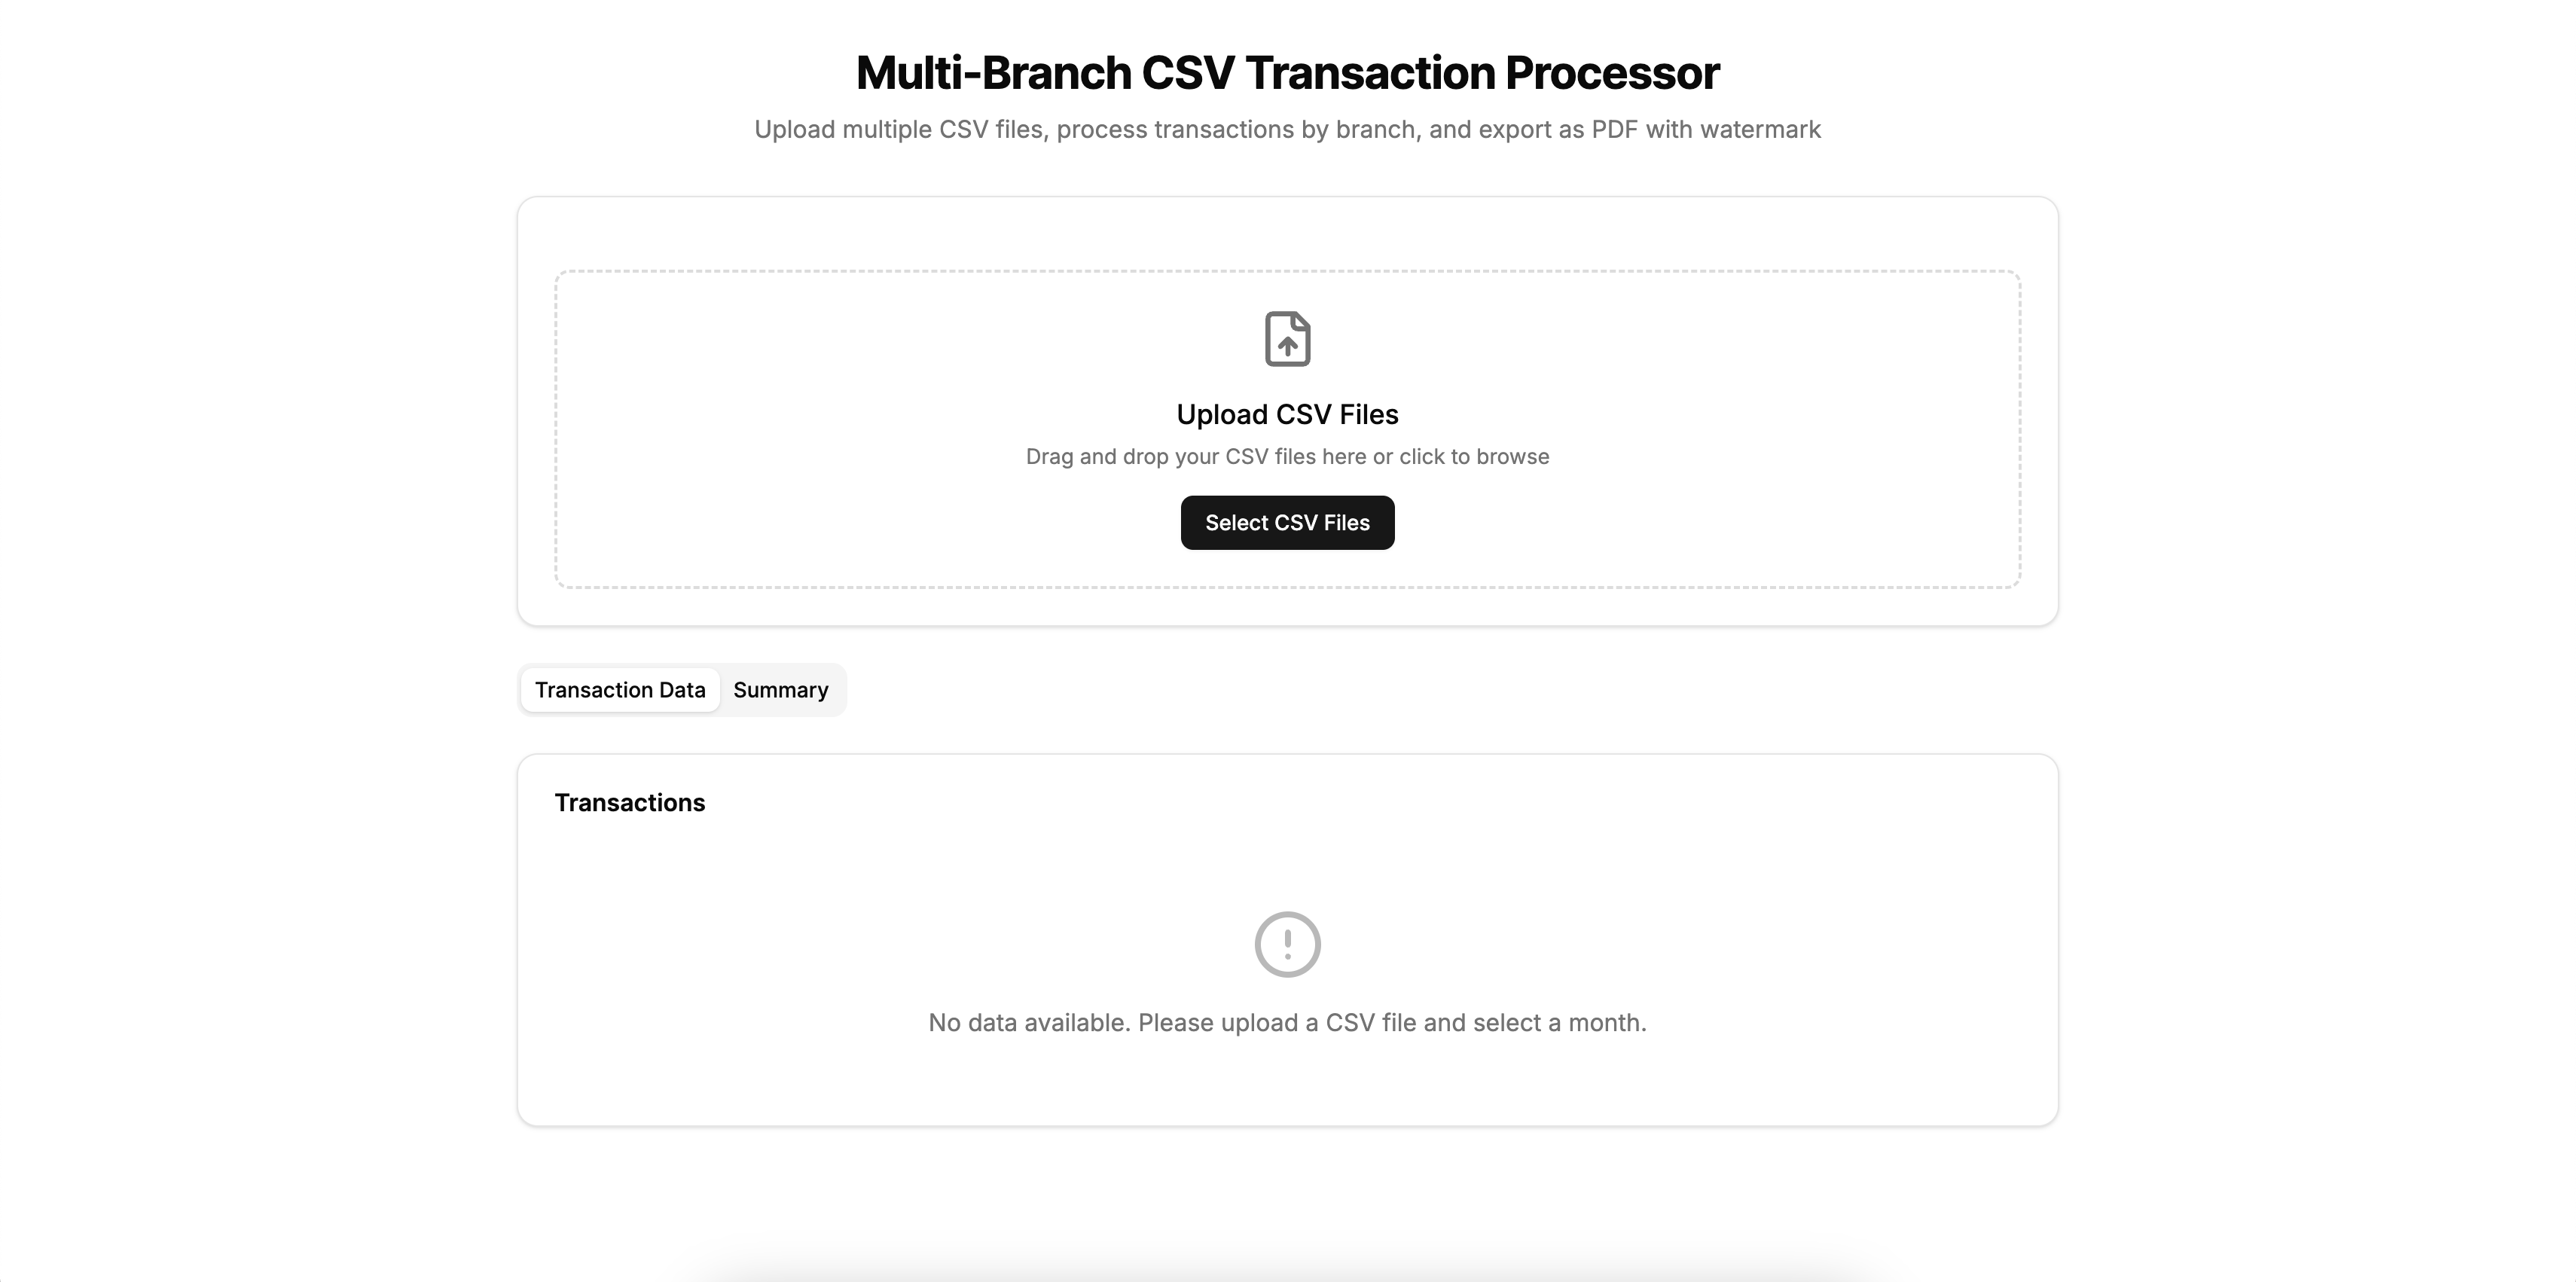 Multi-Branch CSV Transaction Processor
Upload multiple CSV files, process transactions by branch, and export as PDF with watermark
Upload CSV Files
Drag and drop your CSV files here or click to browse
Select CSV Files
Transaction Data
Summary
Transactions
No data available. Please upload a CSV file and select a month.